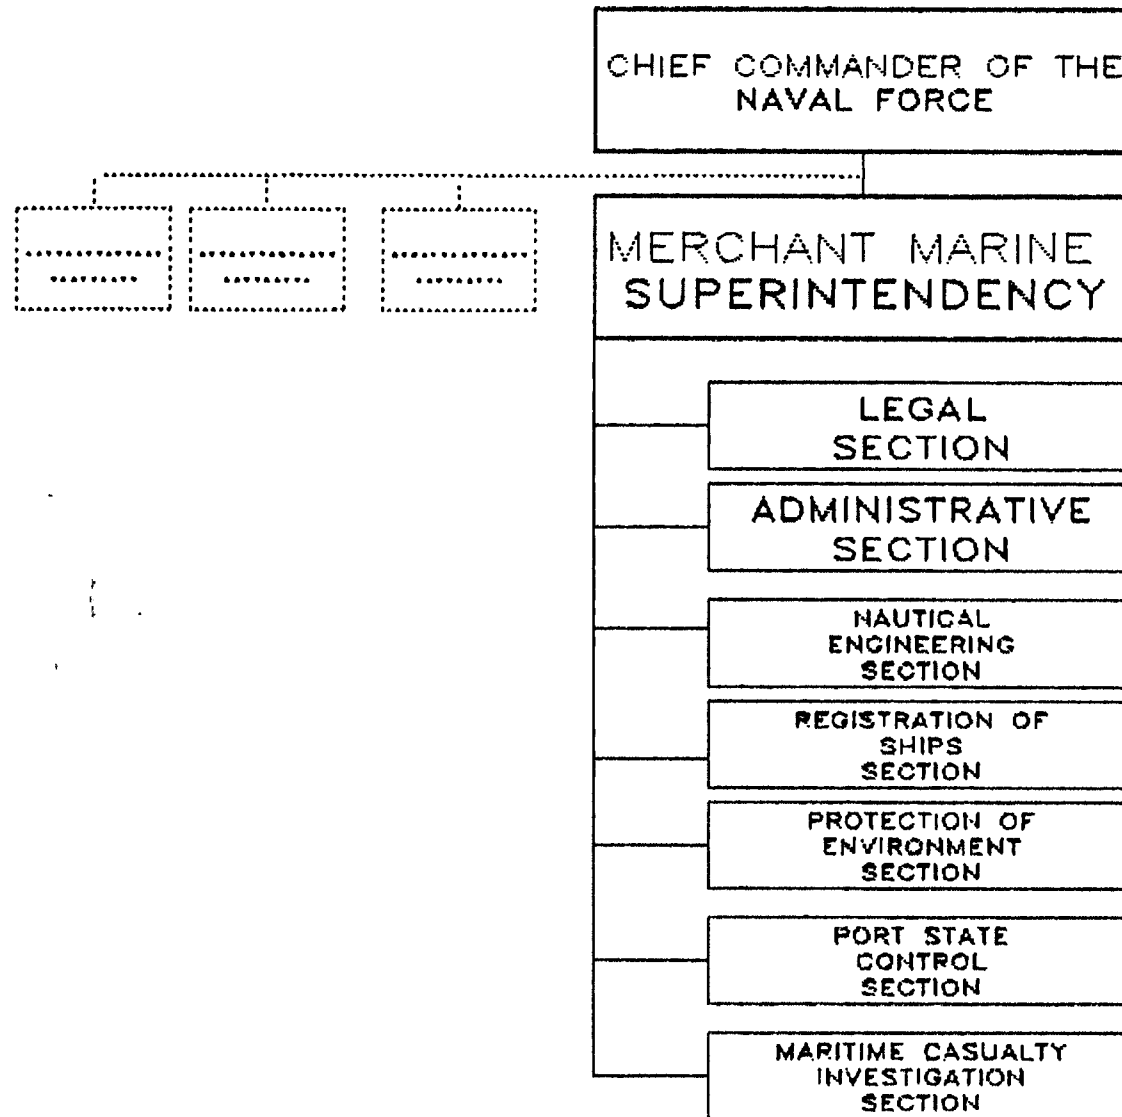 CHIEF COMMANDER OF THE
NAVAL FORCE
MERCHANT MARINE
SUPERINTENDENCY
LEGAL
SECTION
ADMINISTRATIVE
SECTION
NAUTICAL
ENGINEERING
SECTION
REGISTRATION OF
SHIPS
SECTION
PROTECTION OF
ENVIRONMENT
SECTION
PORT STATE
CONTROL
SECTION
MARITIME CASUALTY
INVESTIGATION
SECTION